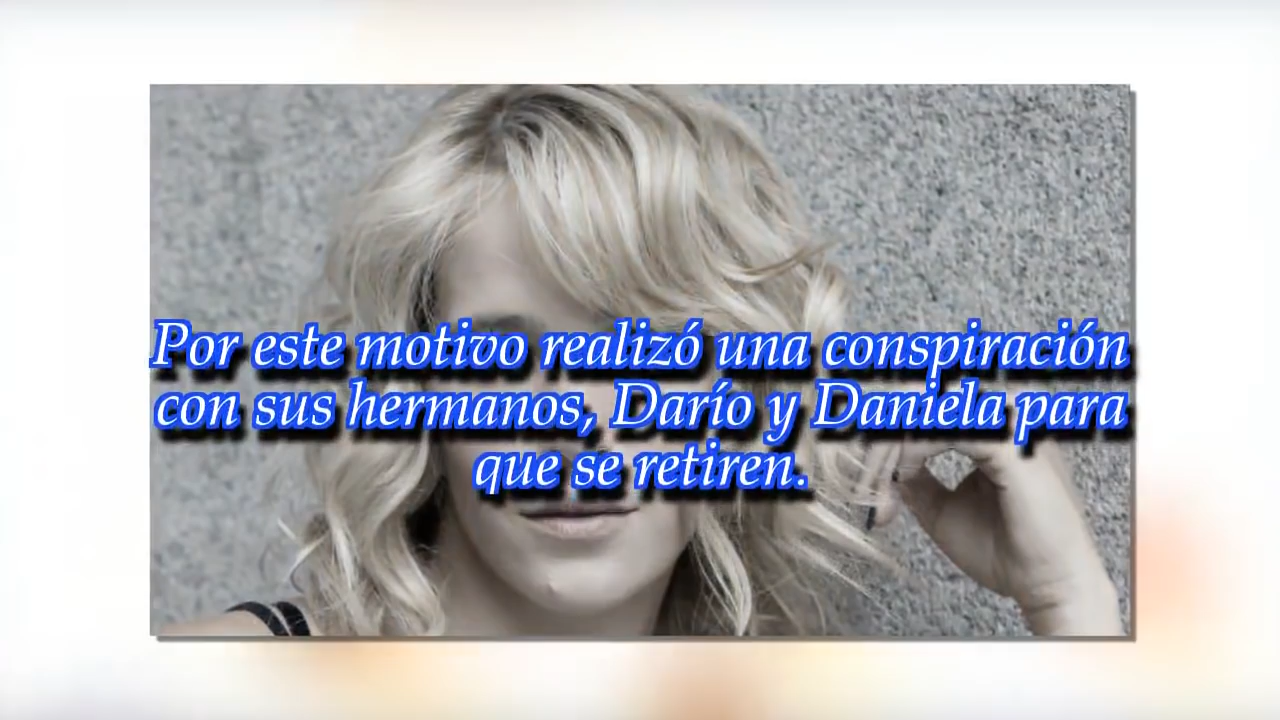 Por este motivo realizó una conspiración
con sus hermanos, Darío y Daniela para
que se retiren.